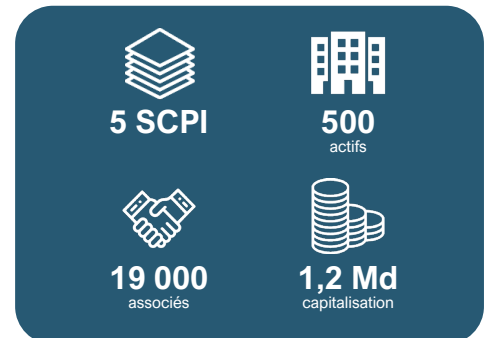 5 SCPI
500
actifs
19 000
associés
1,2 Md
capitalisation